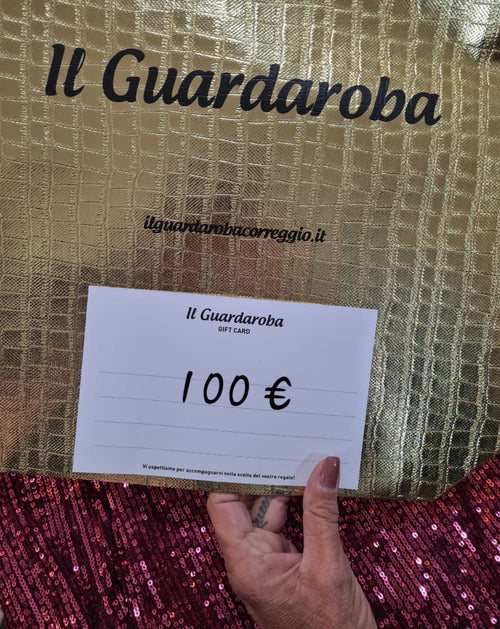 Il Guardaroba
ilguardarobacorreggio.it
Il Guardaroba
GIFT CARD
100 €
Vi aspettiamo per accompagnarvi nella scelta del vostro regalo!